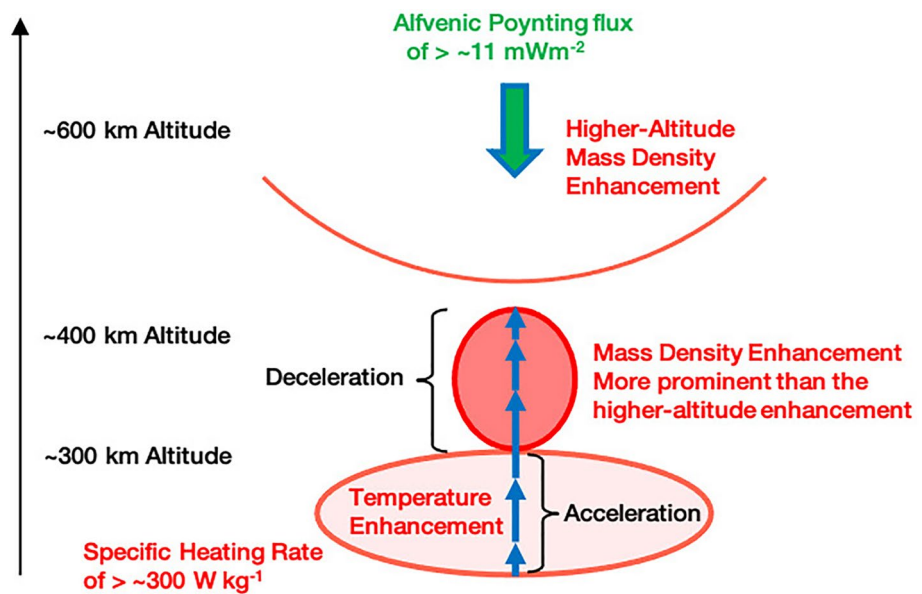 Alfvenic Poynting flux
of > ~11 mWm⁻²
~600 km Altitude
Higher-Altitude
Mass Density
Enhancement
~400 km Altitude
Deceleration
Mass Density Enhancement
More prominent than the
higher-altitude enhancement
~300 km Altitude
Temperature
Enhancement
Acceleration
Specific Heating Rate
of > ~300 W kg⁻¹